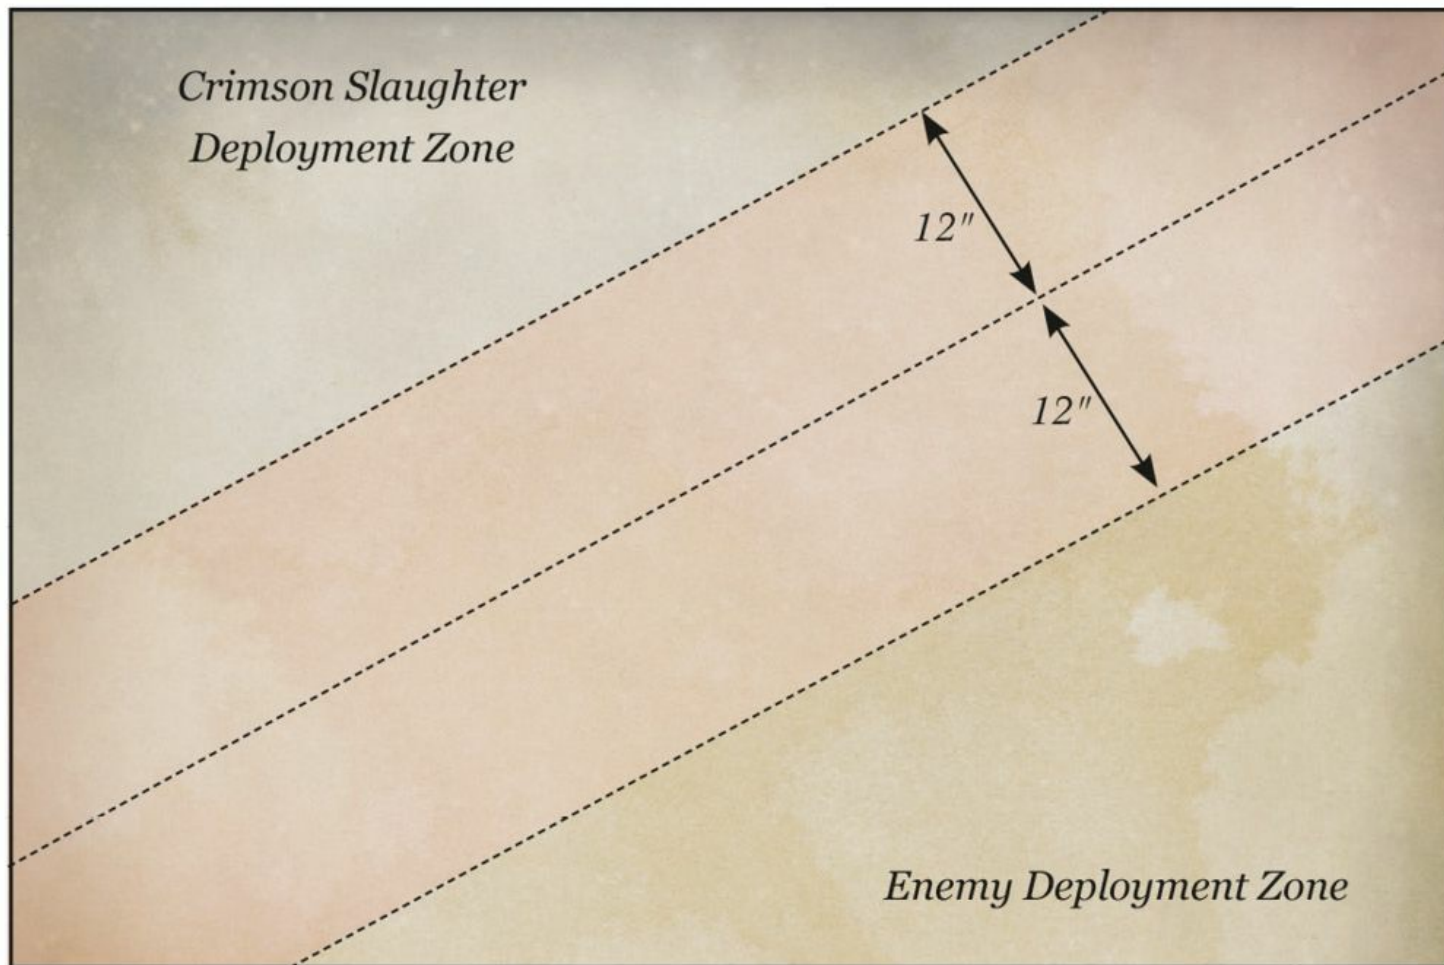 Crimson Slaughter
Deployment Zone
12"
12"
Enemy Deployment Zone